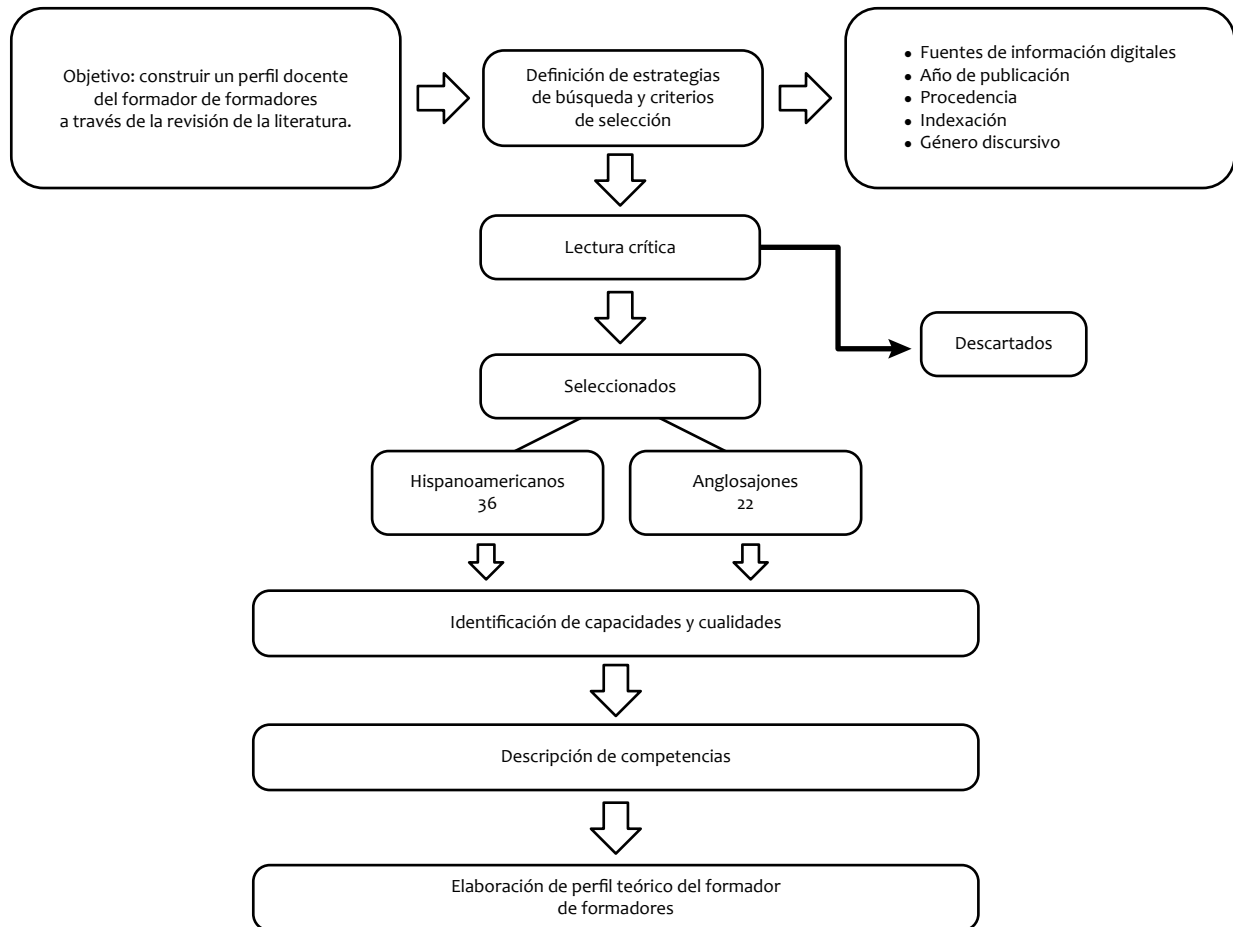 Objetivo: construir un perfil docente
del formador de formadores
a través de la revisión de la literatura.
Definición de estrategias
de búsqueda y criterios
de selección
• Fuentes de información digitales
• Año de publicación
• Procedencia
• Indexación
• Género discursivo
Lectura crítica
Descartados
Seleccionados
Hispanoamericanos
36
Anglosajones
22
Identificación de capacidades y cualidades
Descripción de competencias
Elaboración de perfil teórico del formador
de formadores